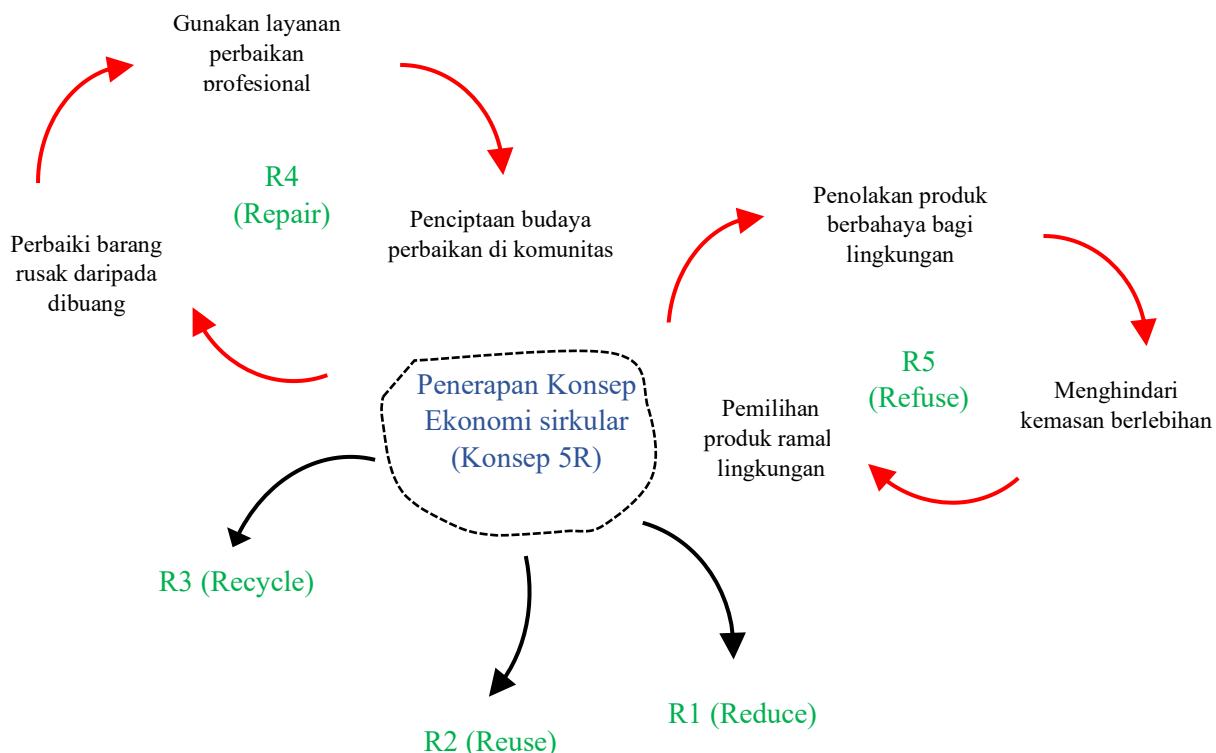 Gunakan layanan
perbaikan
profesional
R4
(Repair)
Perbaiki barang
rusak daripada
dibuang
Penciptaan budaya
perbaikan di komunitas
Penolakan produk
berbahaya bagi
lingkungan
R5
(Refuse)
Menghindari
kemasan berlebihan
Pemilihan
produk ramal
lingkungan
Penerapan Konsep
Ekonomi sirkular
(Konsep 5R)
R3 (Recycle)
R2 (Reuse)
R1 (Reduce)